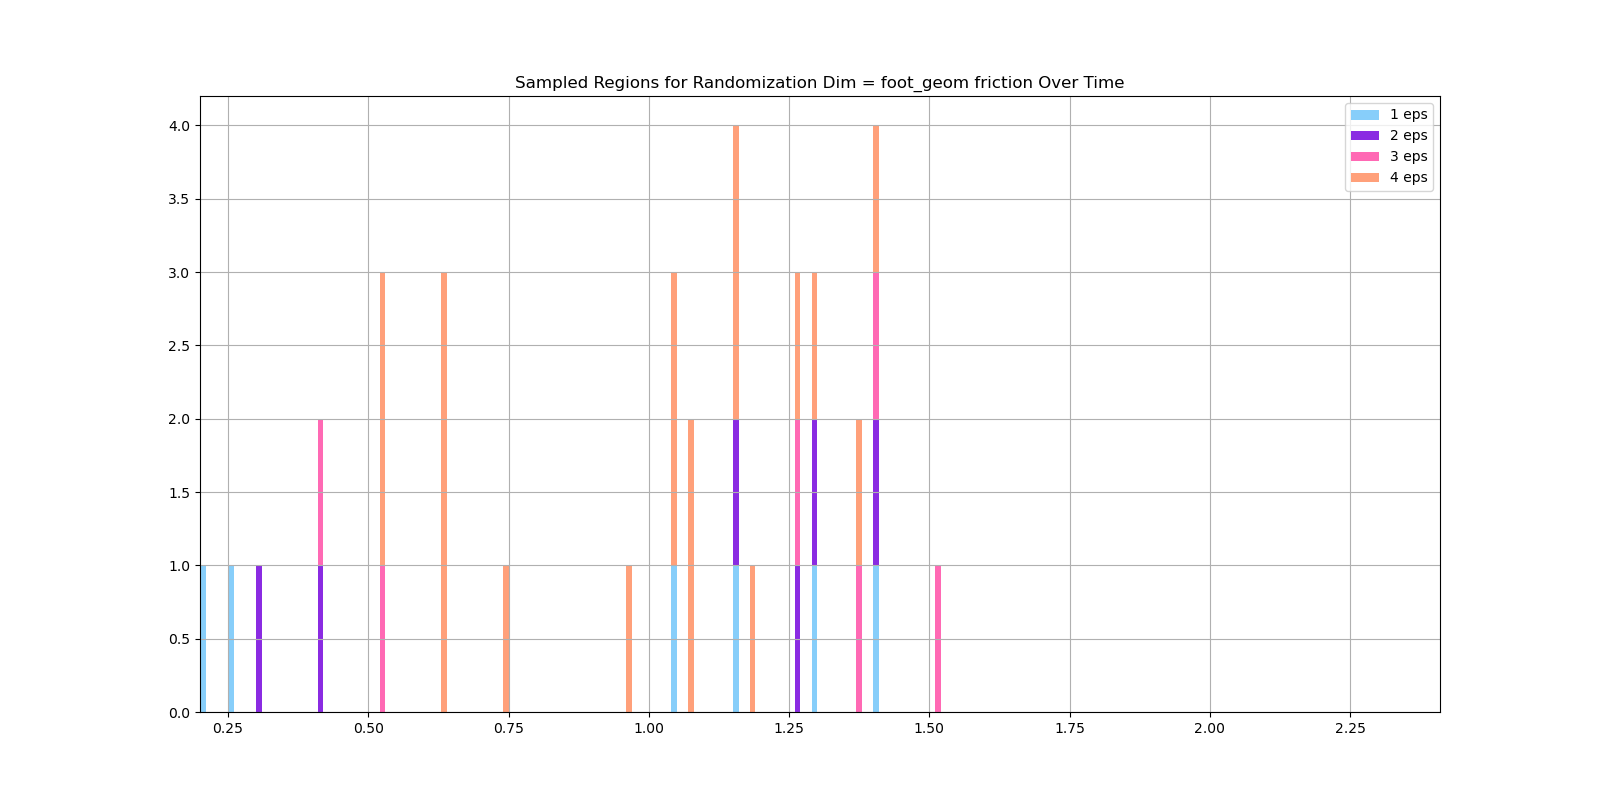 Sampled Regions for Randomization Dim = foot_geom friction Over Time
1 eps
2 eps
3 eps
4 eps
4.0
3.5
3.0
2.5
2.0
1.5
1.0
0.5
0.0
0.25 0.50 0.75 1.00 1.25 1.50 1.75 2.00 2.25